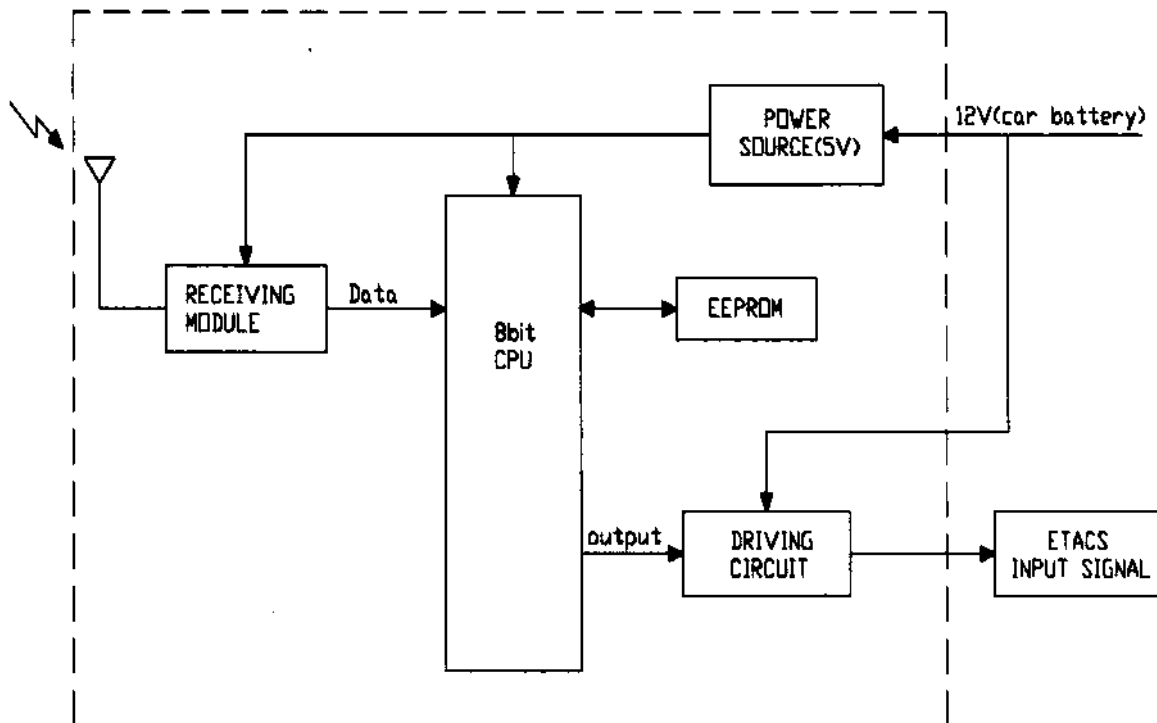 POWER
SOURCE(5V)
12V(car battery)
RECEIVING
MODULE
Data
8bit
CPU
EEPROM
output
DRIVING
CIRCUIT
ETACS
INPUT SIGNAL